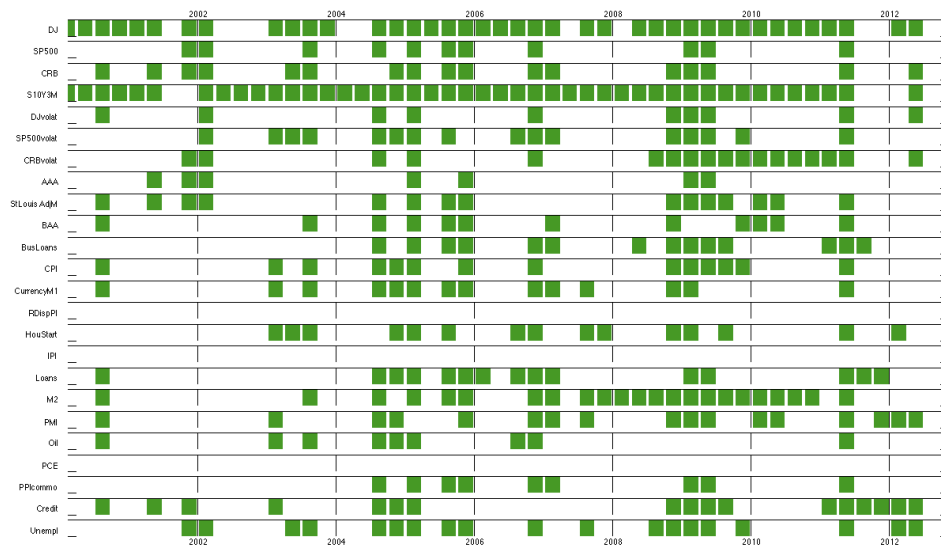 2002 2004 2006 2008 2010 2012
DJ
SP500
CRB
S10Y3M
DJvolat
SP500volat
CRBvolat
AAA
StLouis AdjM
BAA
BusLoans
CPI
CurrencyM1
RDispPI
HouStart
IPI
Loans
M2
PMI
Oil
PCE
PPIcommo
Credit
Unempl
2002 2004 2006 2008 2010 2012